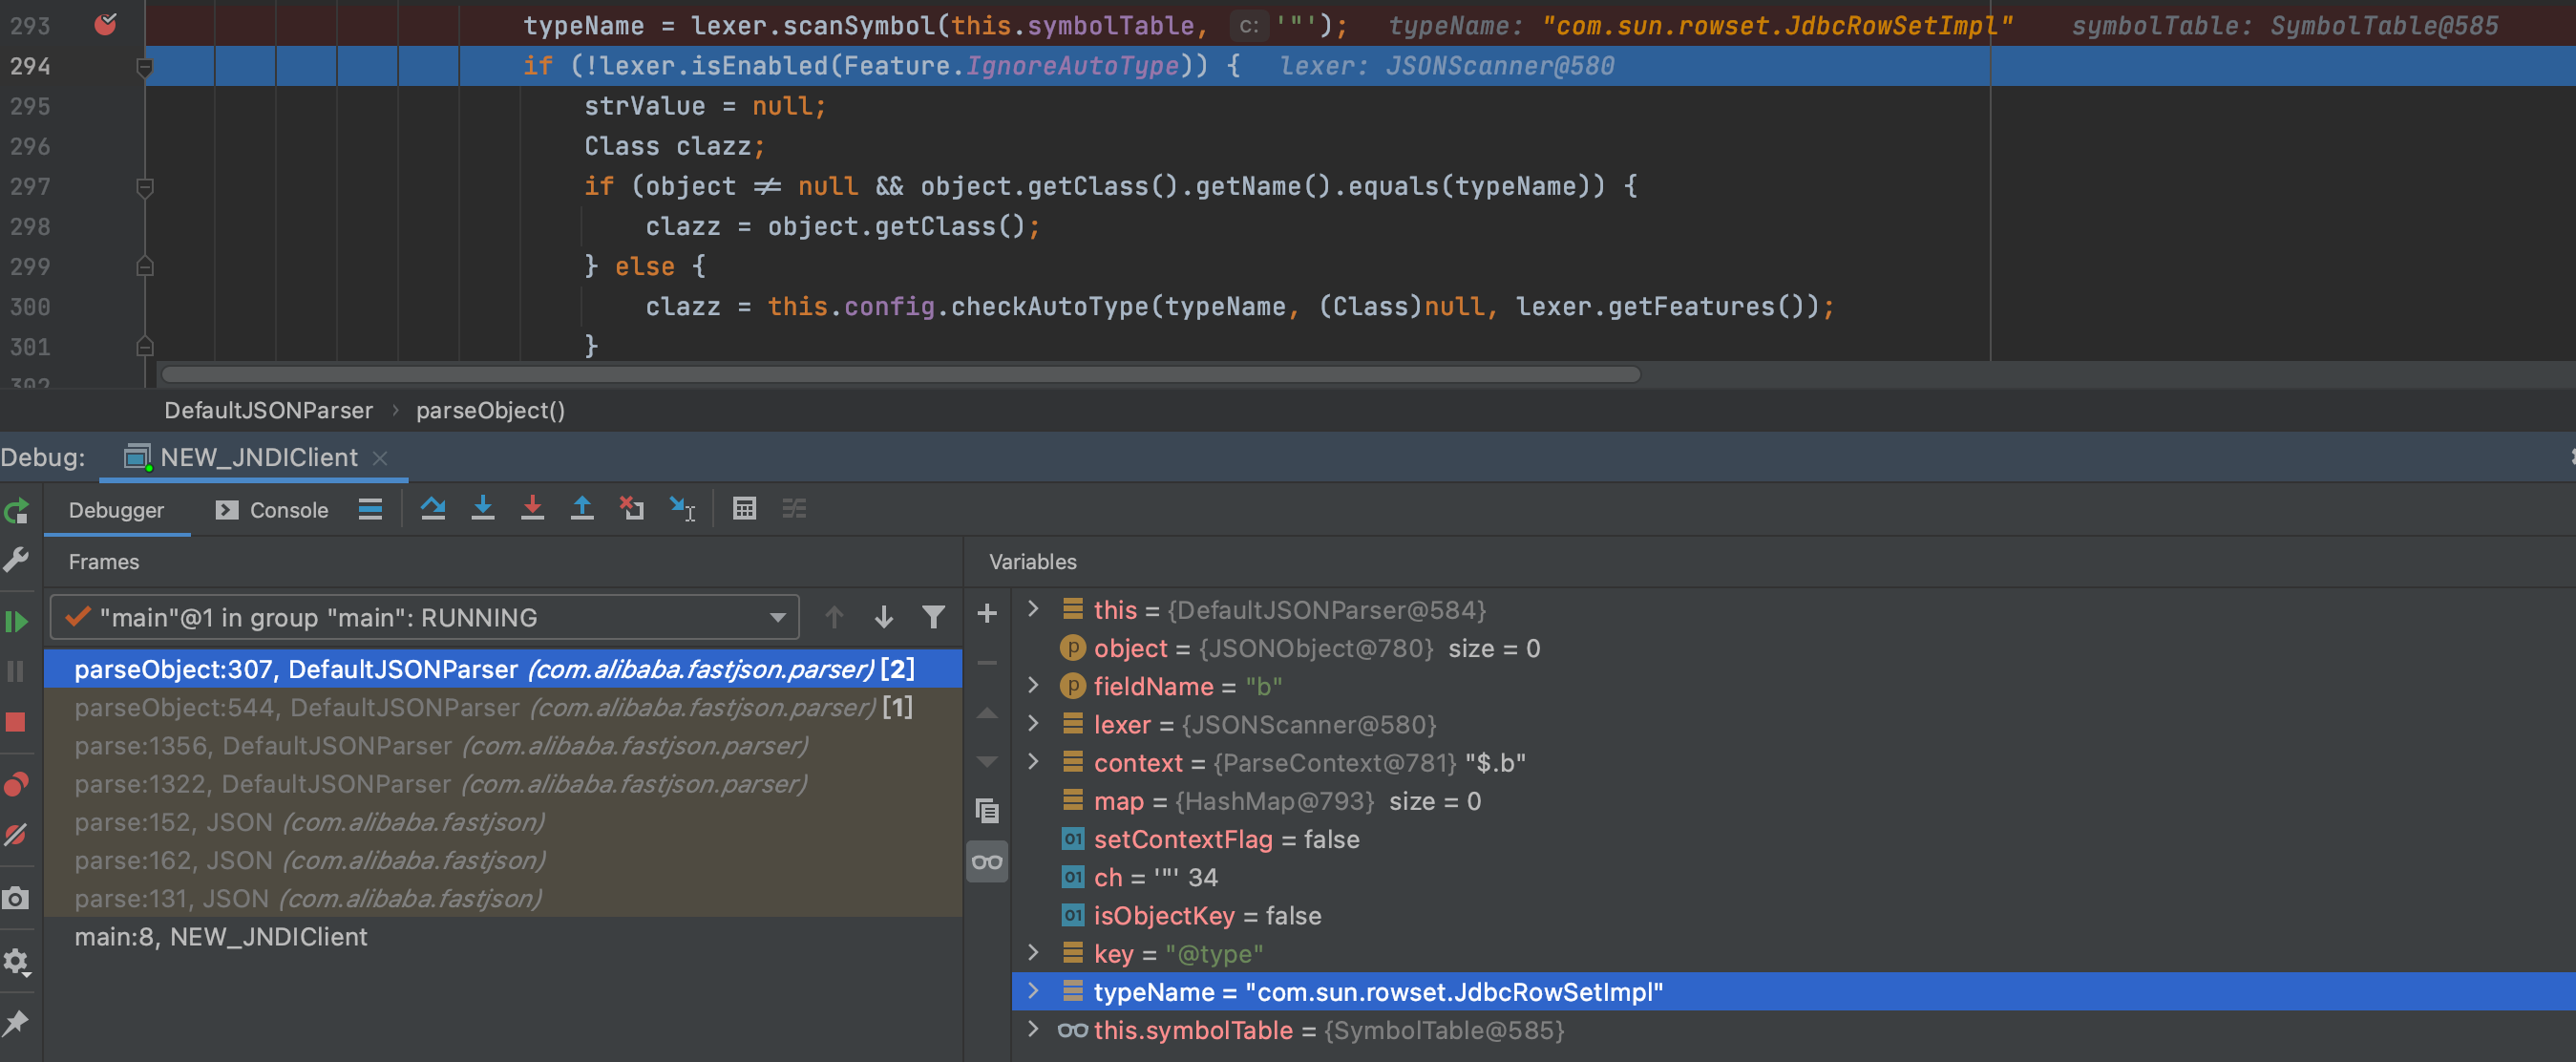 293 typeName = lexer.scanSymbol(this.symbolTable, c: '"'); typeName: "com.sun.rowset.JdbcRowSetImpl" symbolTable: SymbolTable@585
294 if (!lexer.isEnabled(Feature.IgnoreAutoType)) { lexer: JSONScanner@580
295 strValue = null;
296 Class clazz;
297 if (object ≠ null && object.getClass().getName().equals(typeName)) {
298 clazz = object.getClass();
299 } else {
300 clazz = this.config.checkAutoType(typeName, (Class)null, lexer.getFeatures());
301 }
302
DefaultJSONParser › parseObject()
Debug: NEW_JNDIClient
Debugger Console
Frames
"main"@1 in group "main": RUNNING
parseObject:307, DefaultJSONParser (com.alibaba.fastjson.parser) [2]
parseObject:544, DefaultJSONParser (com.alibaba.fastjson.parser) [1]
parse:1356, DefaultJSONParser (com.alibaba.fastjson.parser)
parse:1322, DefaultJSONParser (com.alibaba.fastjson.parser)
parse:152, JSON (com.alibaba.fastjson)
parse:162, JSON (com.alibaba.fastjson)
parse:131, JSON (com.alibaba.fastjson)
main:8, NEW_JNDIClient
Variables
this = {DefaultJSONParser@584}
p object = {JSONObject@780} size = 0
p fieldName = "b"
lexer = {JSONScanner@580}
context = {ParseContext@781} "$.b"
map = {HashMap@793} size = 0
01 setContextFlag = false
01 ch = '"' 34
01 isObjectKey = false
key = "@type"
typeName = "com.sun.rowset.JdbcRowSetImpl"
this.symbolTable = {SymbolTable@585}